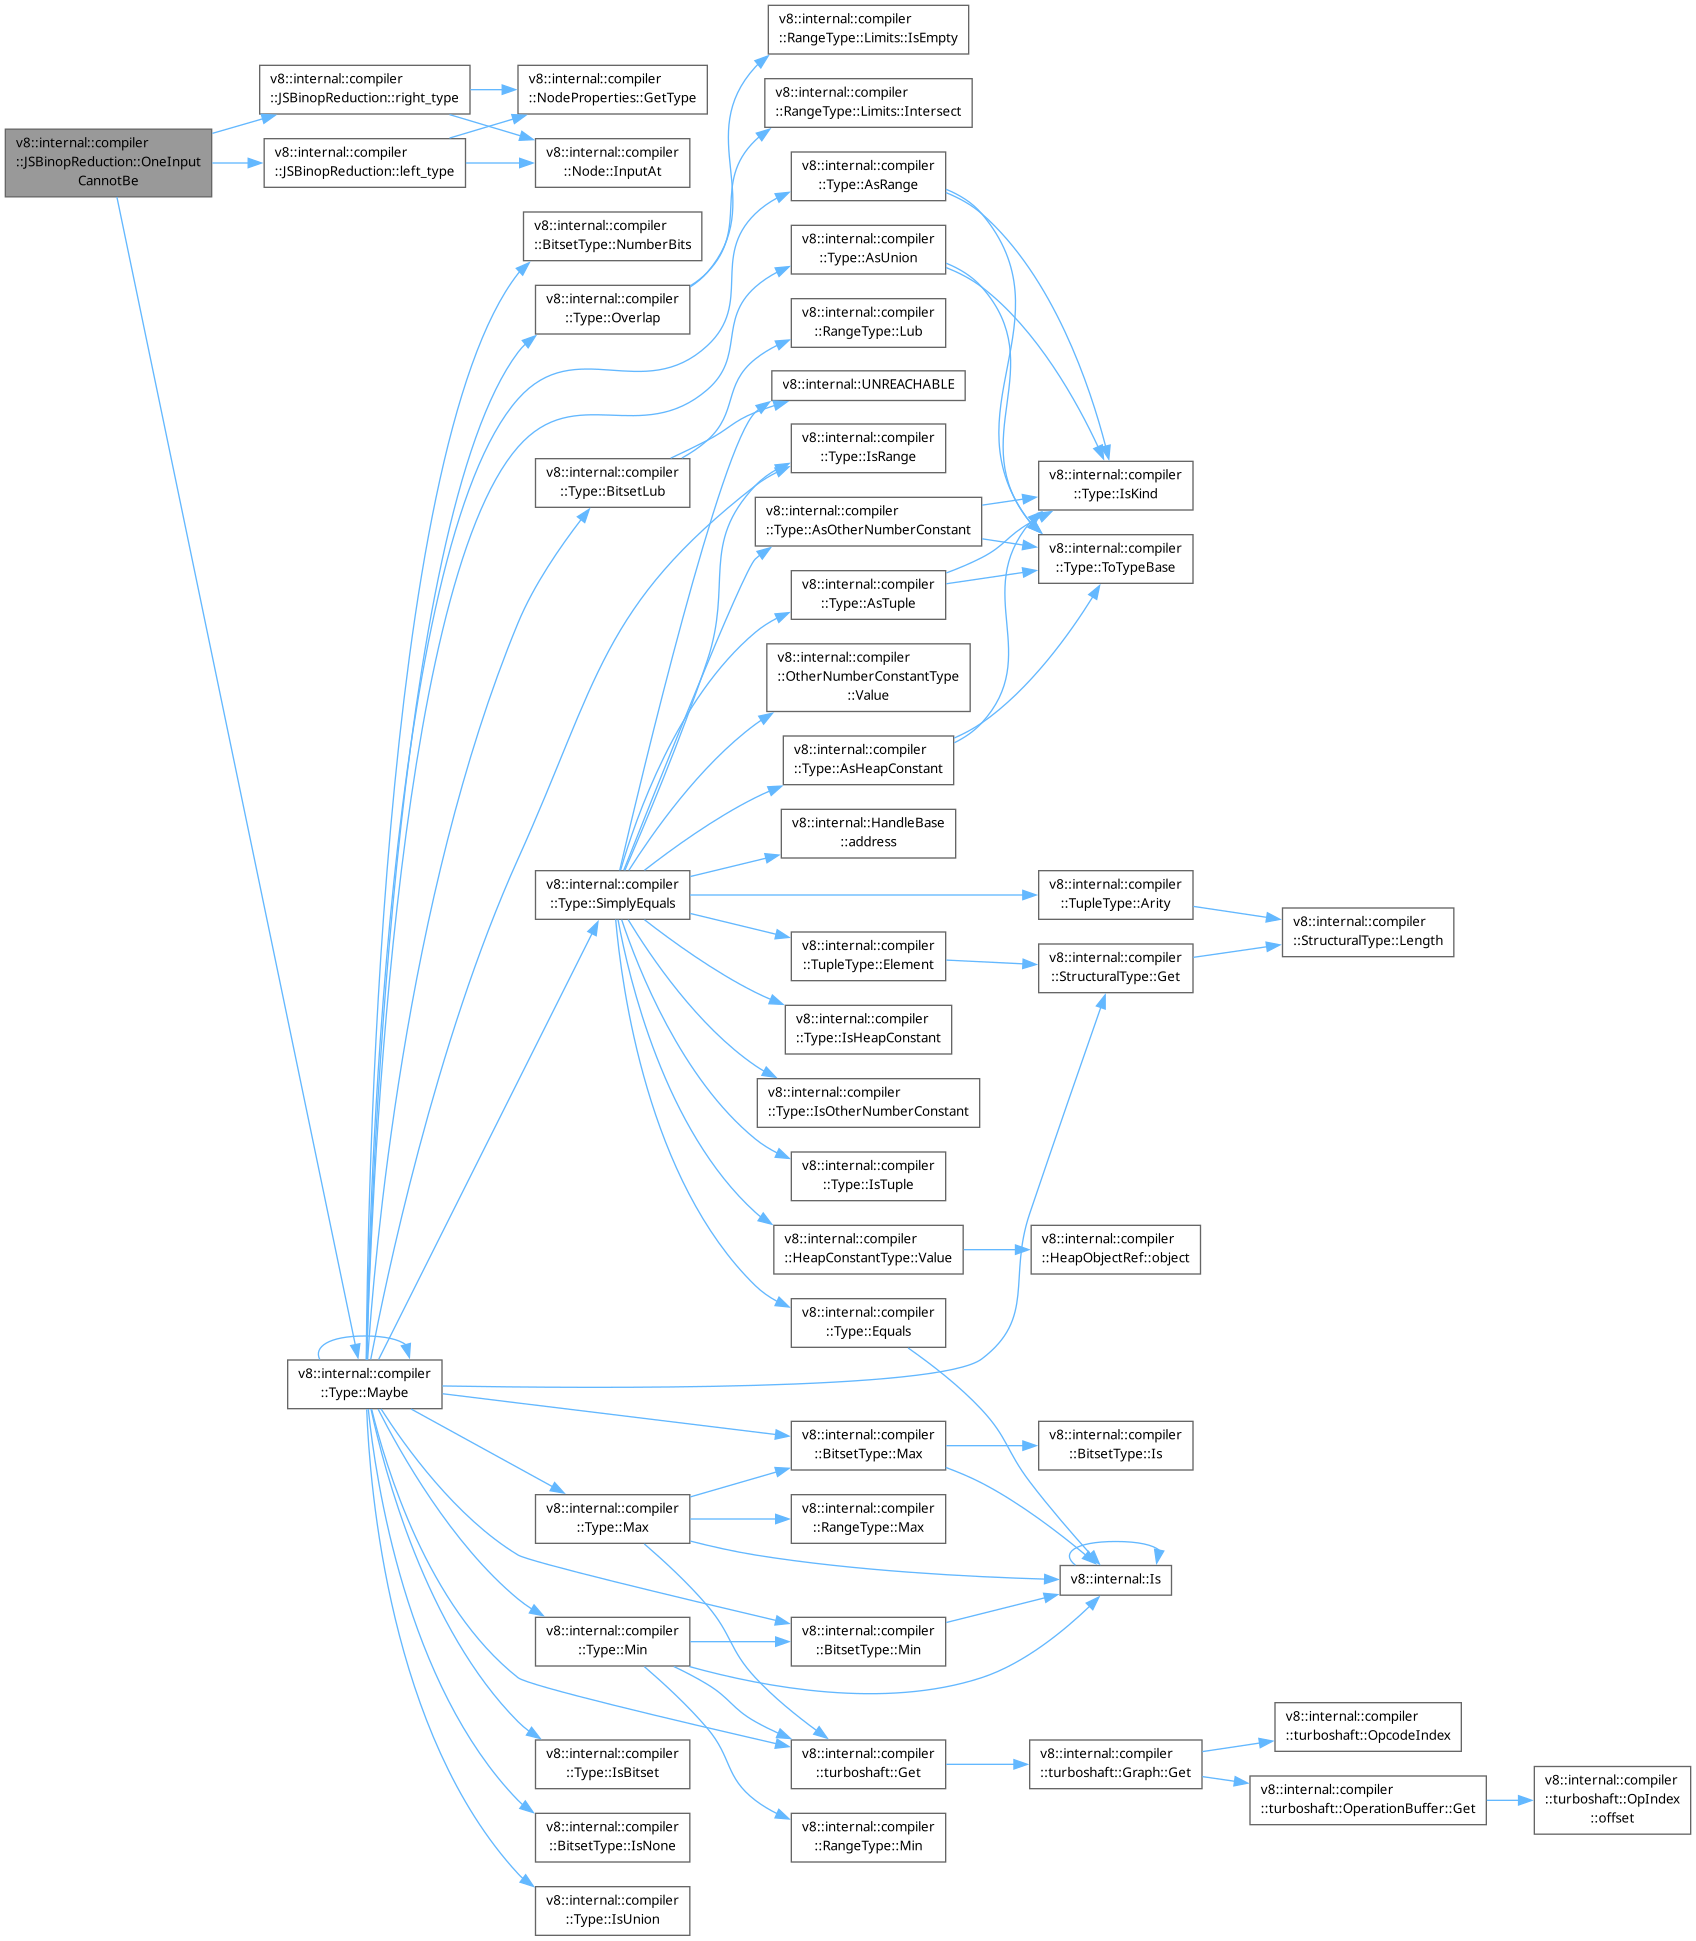 v8::internal::compiler
::JSBinopReduction::OneInput
CannotBe
v8::internal::compiler
::JSBinopReduction::right_type
v8::internal::compiler
::JSBinopReduction::left_type
v8::internal::compiler
::Type::Maybe
v8::internal::compiler
::NodeProperties::GetType
v8::internal::compiler
::Node::InputAt
v8::internal::compiler
::BitsetType::NumberBits
v8::internal::compiler
::Type::Overlap
v8::internal::compiler
::Type::BitsetLub
v8::internal::compiler
::Type::SimplyEquals
v8::internal::compiler
::Type::Max
v8::internal::compiler
::Type::Min
v8::internal::compiler
::Type::IsBitset
v8::internal::compiler
::BitsetType::IsNone
v8::internal::compiler
::Type::IsUnion
v8::internal::compiler
::RangeType::Limits::IsEmpty
v8::internal::compiler
::RangeType::Limits::Intersect
v8::internal::compiler
::Type::AsRange
v8::internal::compiler
::Type::AsUnion
v8::internal::compiler
::RangeType::Lub
v8::internal::UNREACHABLE
v8::internal::compiler
::Type::IsRange
v8::internal::compiler
::Type::AsOtherNumberConstant
v8::internal::compiler
::Type::AsTuple
v8::internal::compiler
::OtherNumberConstantType
::Value
v8::internal::compiler
::Type::AsHeapConstant
v8::internal::HandleBase
::address
v8::internal::compiler
::TupleType::Element
v8::internal::compiler
::Type::IsHeapConstant
v8::internal::compiler
::Type::IsOtherNumberConstant
v8::internal::compiler
::Type::IsTuple
v8::internal::compiler
::HeapConstantType::Value
v8::internal::compiler
::Type::Equals
v8::internal::compiler
::BitsetType::Max
v8::internal::compiler
::RangeType::Max
v8::internal::compiler
::BitsetType::Min
v8::internal::compiler
::turboshaft::Get
v8::internal::compiler
::RangeType::Min
v8::internal::compiler
::Type::IsKind
v8::internal::compiler
::Type::ToTypeBase
v8::internal::compiler
::TupleType::Arity
v8::internal::compiler
::StructuralType::Get
v8::internal::compiler
::HeapObjectRef::object
v8::internal::compiler
::BitsetType::Is
v8::internal::Is
v8::internal::compiler
::turboshaft::Graph::Get
v8::internal::compiler
::StructuralType::Length
v8::internal::compiler
::turboshaft::OpcodeIndex
v8::internal::compiler
::turboshaft::OperationBuffer::Get
v8::internal::compiler
::turboshaft::OpIndex
::offset